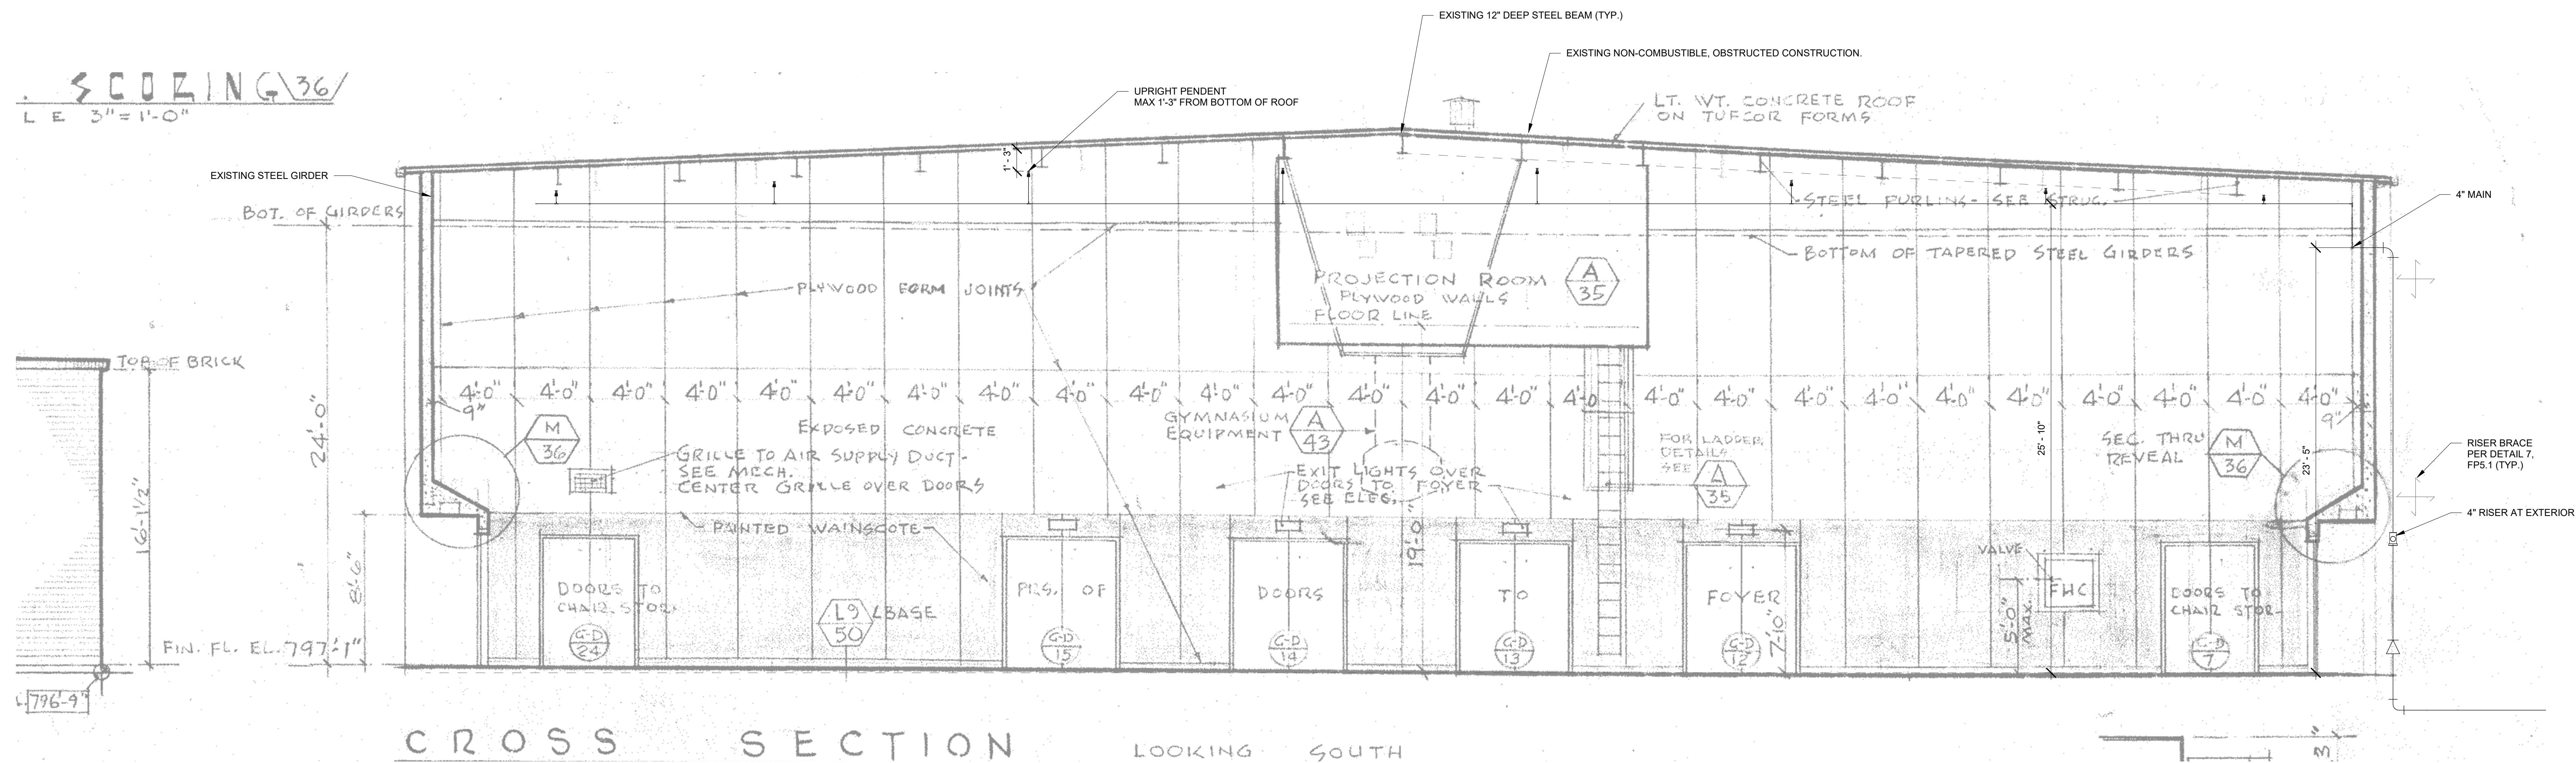 EXISTING 12" DEEP STEEL BEAM (TYP.)
EXISTING NON-COMBUSTIBLE, OBSTRUCTED CONSTRUCTION.
. SCORING 36
L E 3" = 1'-0"
UPRIGHT PENDENT
MAX 1'-3" FROM BOTTOM OF ROOF
LT. WT. CONCRETE ROOF
ON TUFCOR FORMS
1' - 3"
EXISTING STEEL GIRDER
BOT. OF GIRDERS
STEEL PURLINS - SEE STRUC.
4" MAIN
BOTTOM OF TAPERED STEEL GIRDERS
PROJECTION ROOM
PLYWOOD WALLS
FLOOR LINE
A
35
PLYWOOD FORM JOINTS
TOP OF BRICK
4'-0" 4'-0" 4'-0" 4'-0" 4'-0" 4'-0" 4'-0" 4'-0" 4'-0" 4'-0" 4'-0" 4'-0" 4'-0" 4'-0" 4'-0" 4'-0" 4'-0" 4'-0" 4'-0" 4'-0" 4'-0" 4'-0" 4'-0" 4'-0" 4'-0"
9"
9"
24'-0"
M
36
EXPOSED CONCRETE
GYMNASIUM
EQUIPMENT
A
43
GRILLE TO AIR SUPPLY DUCT-
SEE MECH.
CENTER GRILLE OVER DOORS
EXIT LIGHTS OVER
DOORS TO FOYER
SEE ELEC.
FOR LADDER
DETAILS
SEE
A
35
25' - 10"
SEC. THRU
REVEAL
M
36
23' - 5"
RISER BRACE
PER DETAIL 7,
FP5.1 (TYP.)
4" RISER AT EXTERIOR
16'-1 1/2"
8'-6"
PAINTED WAINSCOTE
19'-0"
DOORS TO
CHAIR STOR.
G-D
24
L9
50
BASE
PRS. OF
G-D
15
DOORS
G-D
14
TO
G-D
13
FOYER
G-D
12
7'-10"
VALVE
FHC
5'-0"
MAX.
DOORS TO
CHAIR STOR-
G-D
7
FIN. FL. EL. 797'-1"
796'-9"
CROSS SECTION LOOKING SOUTH
3"